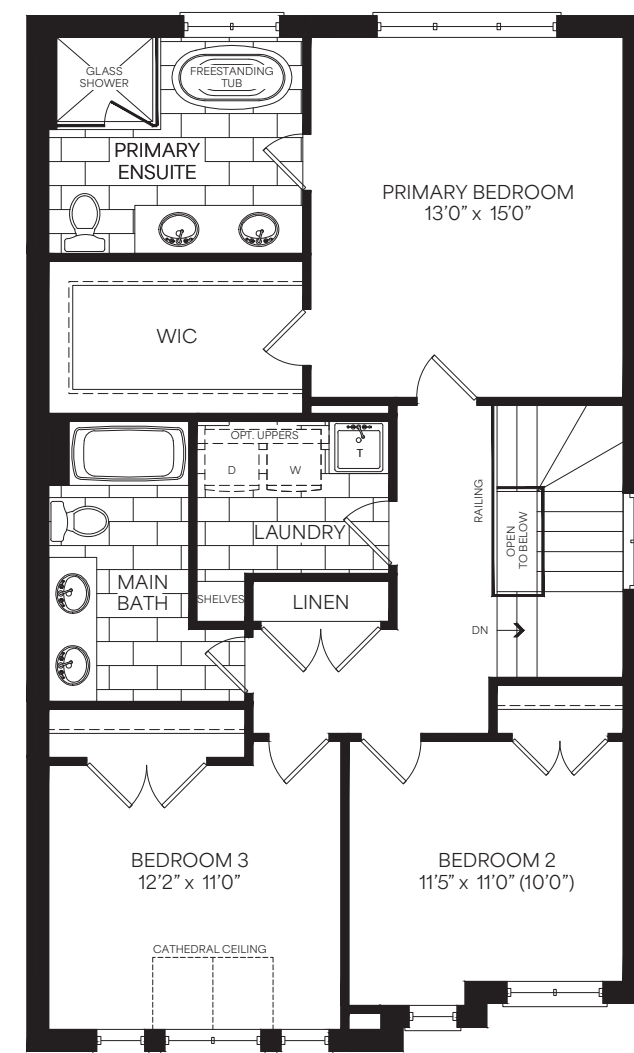 GLASS
SHOWER
FREESTANDING
TUB
PRIMARY
ENSUITE
PRIMARY BEDROOM
13’0” x 15’0”
WIC
OPT. UPPERS
D
W
T
LAUNDRY
RAILING
OPEN
TO BELOW
MAIN
BATH
SHELVES
LINEN
DN
BEDROOM 3
12’2” x 11’0”
BEDROOM 2
11’5” x 11’0” (10’0”)
CATHEDRAL CEILING